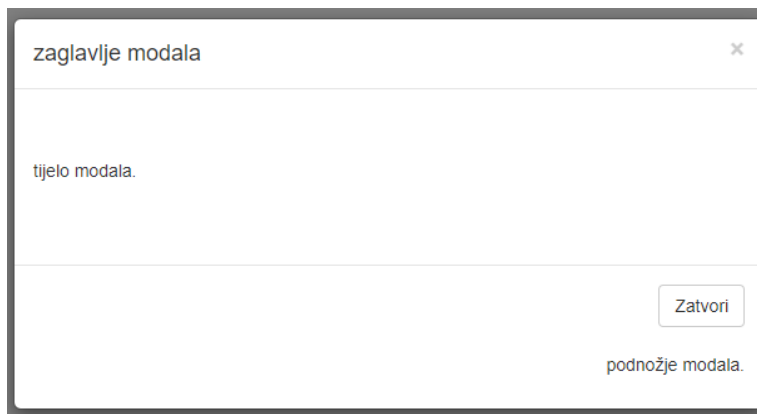 zaglavlje modala ×
tijelo modala.
Zatvori
podnožje modala.